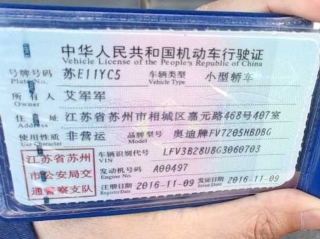 中华人民共和国机动车行驶证
Vehicle License of the People's Republic of China
号牌号码 苏E11YC5 车辆类型 小型轿车
Plate No. Vehicle Type
所有人 艾军军
Owner
住址 江苏省苏州市相城区嘉元路468号407室
Address
使用性质 非营运 品牌型号 奥迪牌FV7205HBDBG
Use Character Model
江苏省苏州市公安局交通警察支队
车辆识别代号 LFV3B28U8G3060703
VIN
发动机号码 A00497
Engine No.
注册日期 2016-11-09 发证日期 2016-11-09
Register Date Issue Date